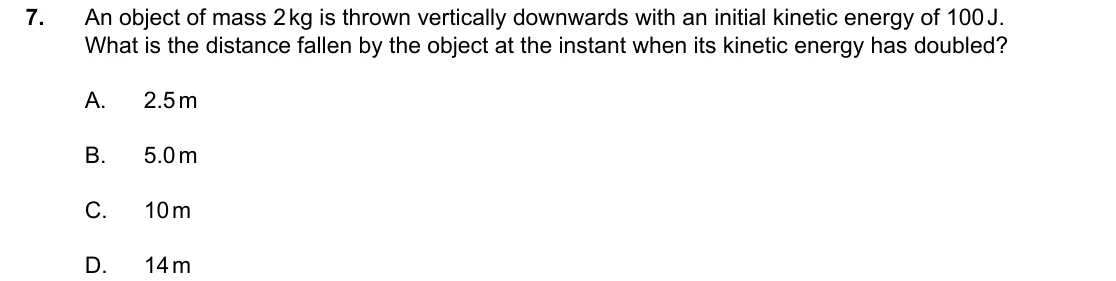 7. An object of mass 2 kg is thrown vertically downwards with an initial kinetic energy of 100 J.
What is the distance fallen by the object at the instant when its kinetic energy has doubled?
A. 2.5 m
B. 5.0 m
C. 10 m
D. 14 m